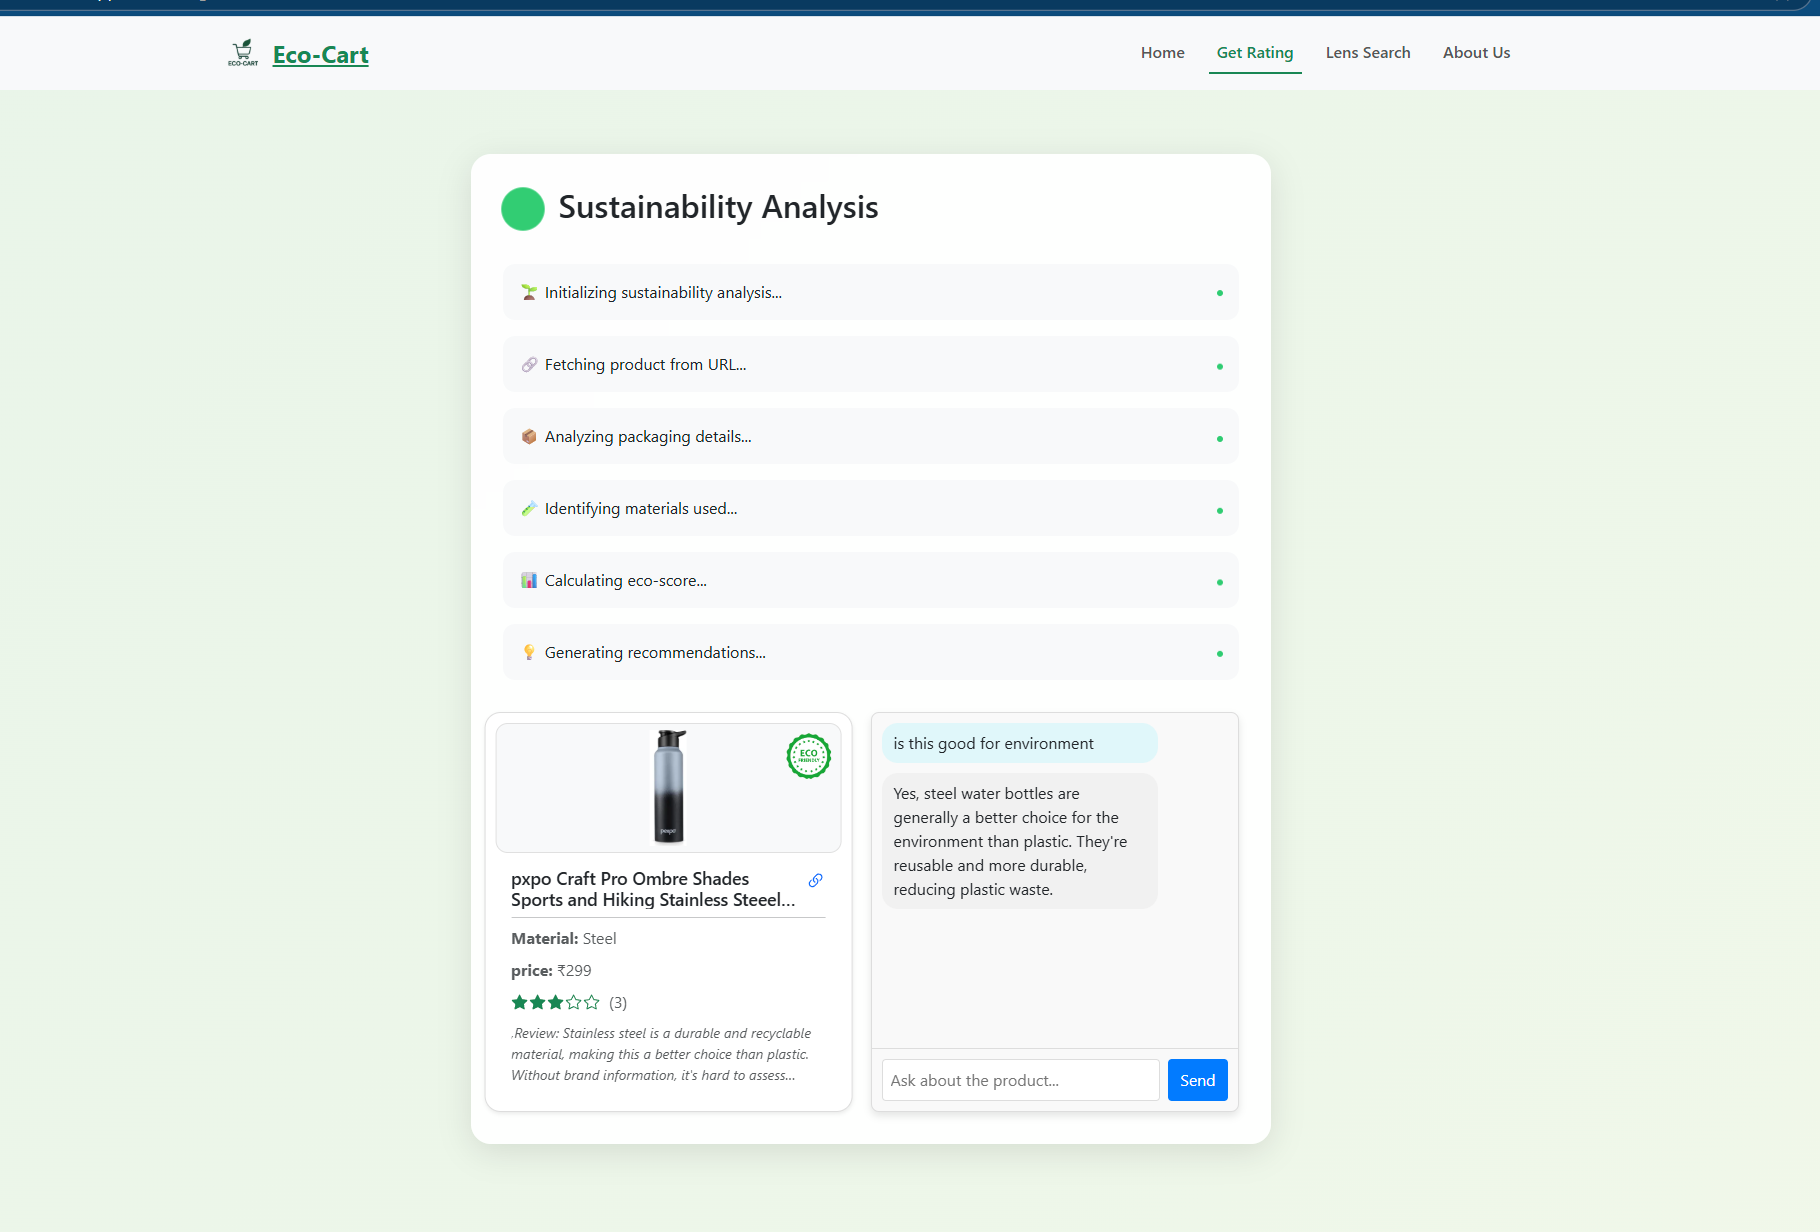 ECO-CART
Eco-Cart
Home
Get Rating
Lens Search
About Us
Sustainability Analysis
Initializing sustainability analysis...
Fetching product from URL...
Analyzing packaging details...
Identifying materials used...
Calculating eco-score...
Generating recommendations...
ECO
FRIENDLY
pxpo
pxpo Craft Pro Ombre Shades
Sports and Hiking Stainless Steeel...
Material: Steel
price: ₹299
(3)
.Review: Stainless steel is a durable and recyclable
material, making this a better choice than plastic.
Without brand information, it's hard to assess...
is this good for environment
Yes, steel water bottles are
generally a better choice for the
environment than plastic. They're
reusable and more durable,
reducing plastic waste.
Ask about the product...
Send